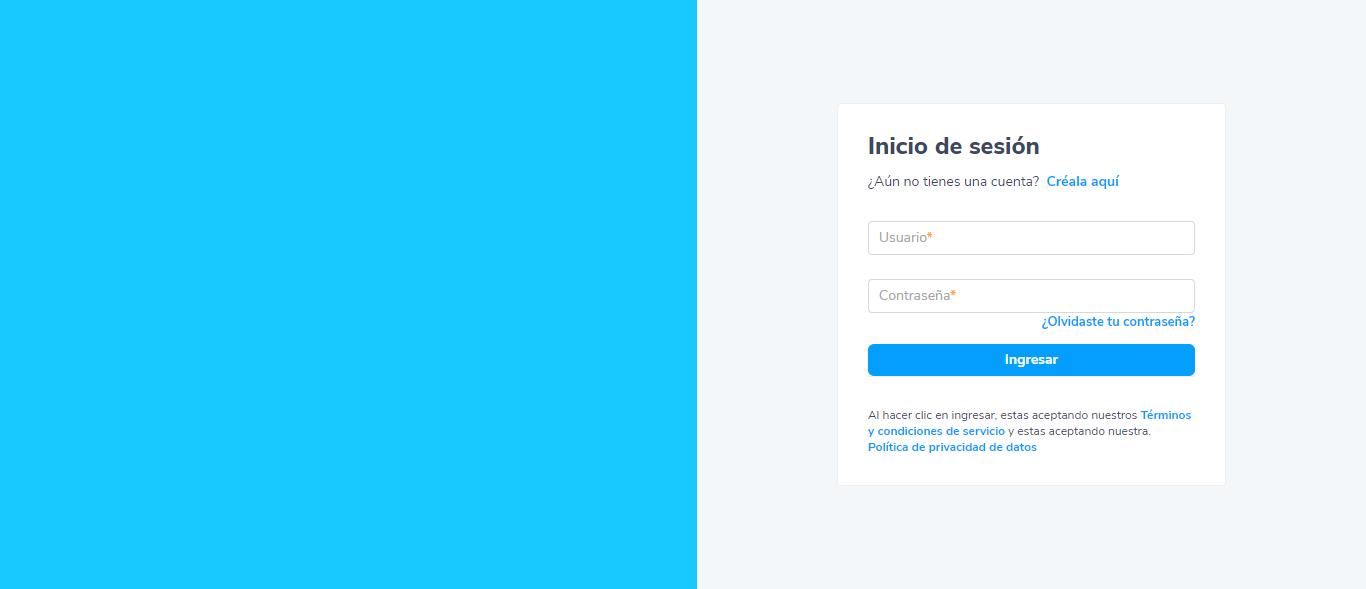 Inicio de sesión
¿Aún no tienes una cuenta? Créala aquí
Usuario*
Contraseña*
¿Olvidaste tu contraseña?
Ingresar
Al hacer clic en ingresar, estas aceptando nuestros Términos
y condiciones de servicio y estas aceptando nuestra.
Política de privacidad de datos